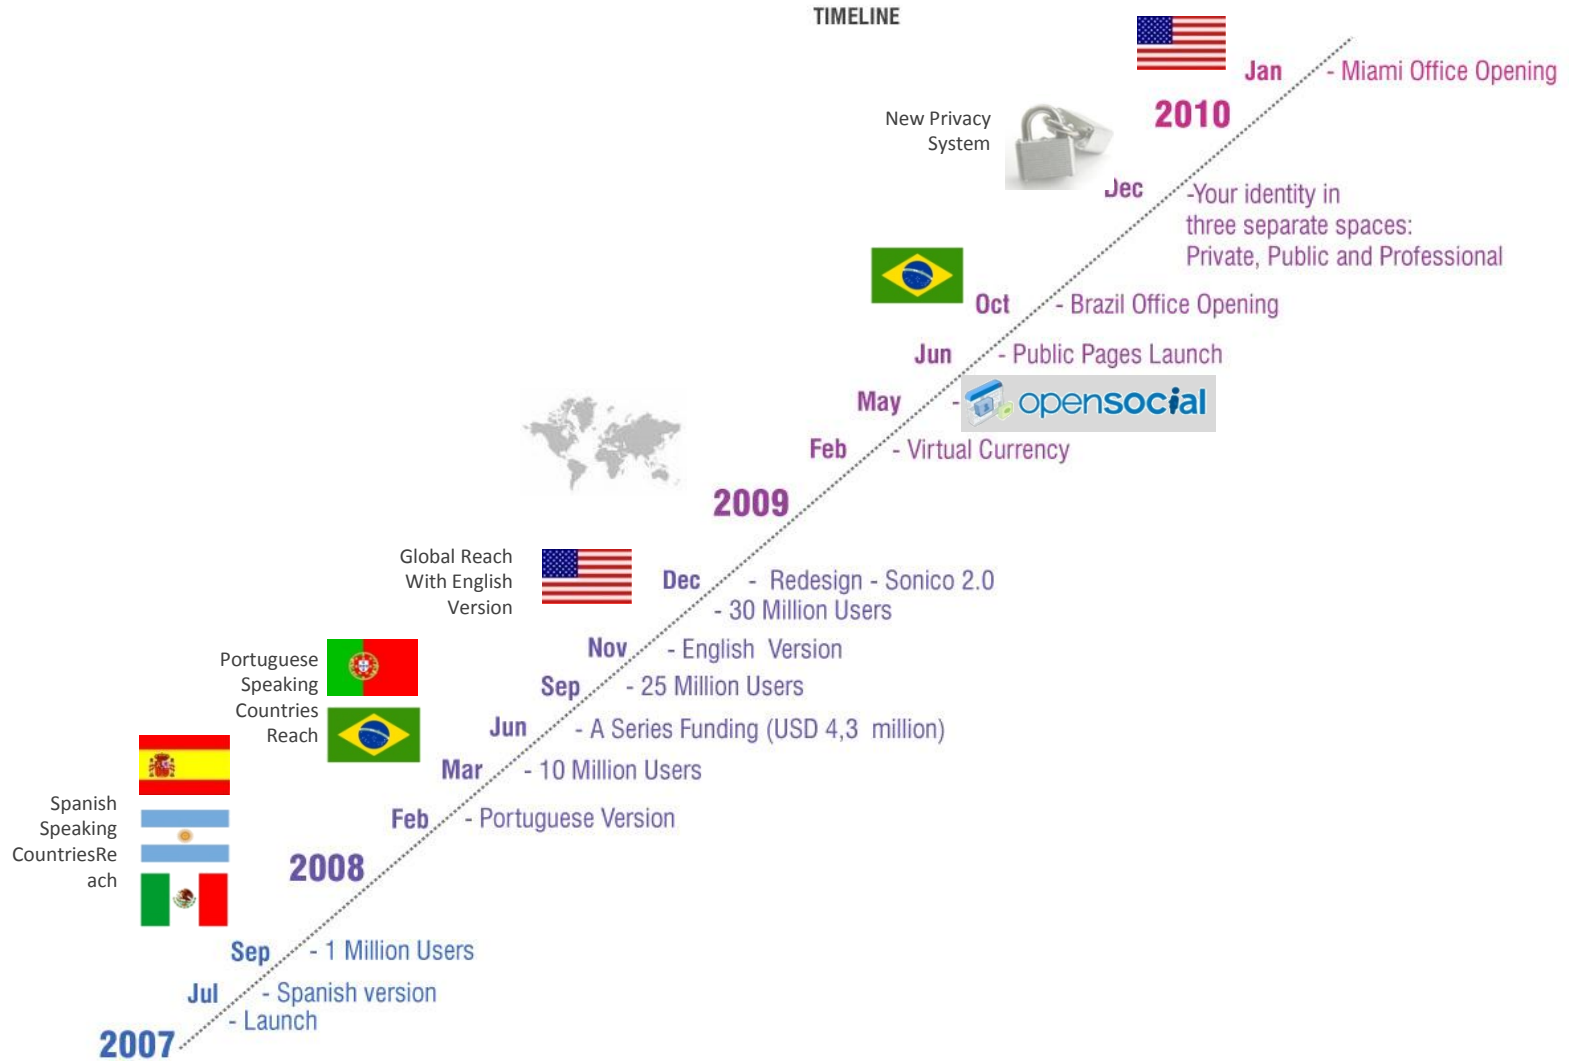 TIMELINE
Jan - Miami Office Opening
2010
New Privacy
System
Dec -Your identity in
three separate spaces:
Private, Public and Professional
Oct - Brazil Office Opening
Jun - Public Pages Launch
May - opensocial
Feb - Virtual Currency
2009
Global Reach
With English
Version
Dec - Redesign - Sonico 2.0
- 30 Million Users
Nov - English Version
Portuguese
Speaking
Countries
Reach
Sep - 25 Million Users
Jun - A Series Funding (USD 4,3 million)
Mar - 10 Million Users
Feb - Portuguese Version
Spanish
Speaking
CountriesRe
ach
2008
Sep - 1 Million Users
Jul - Spanish version
- Launch
2007